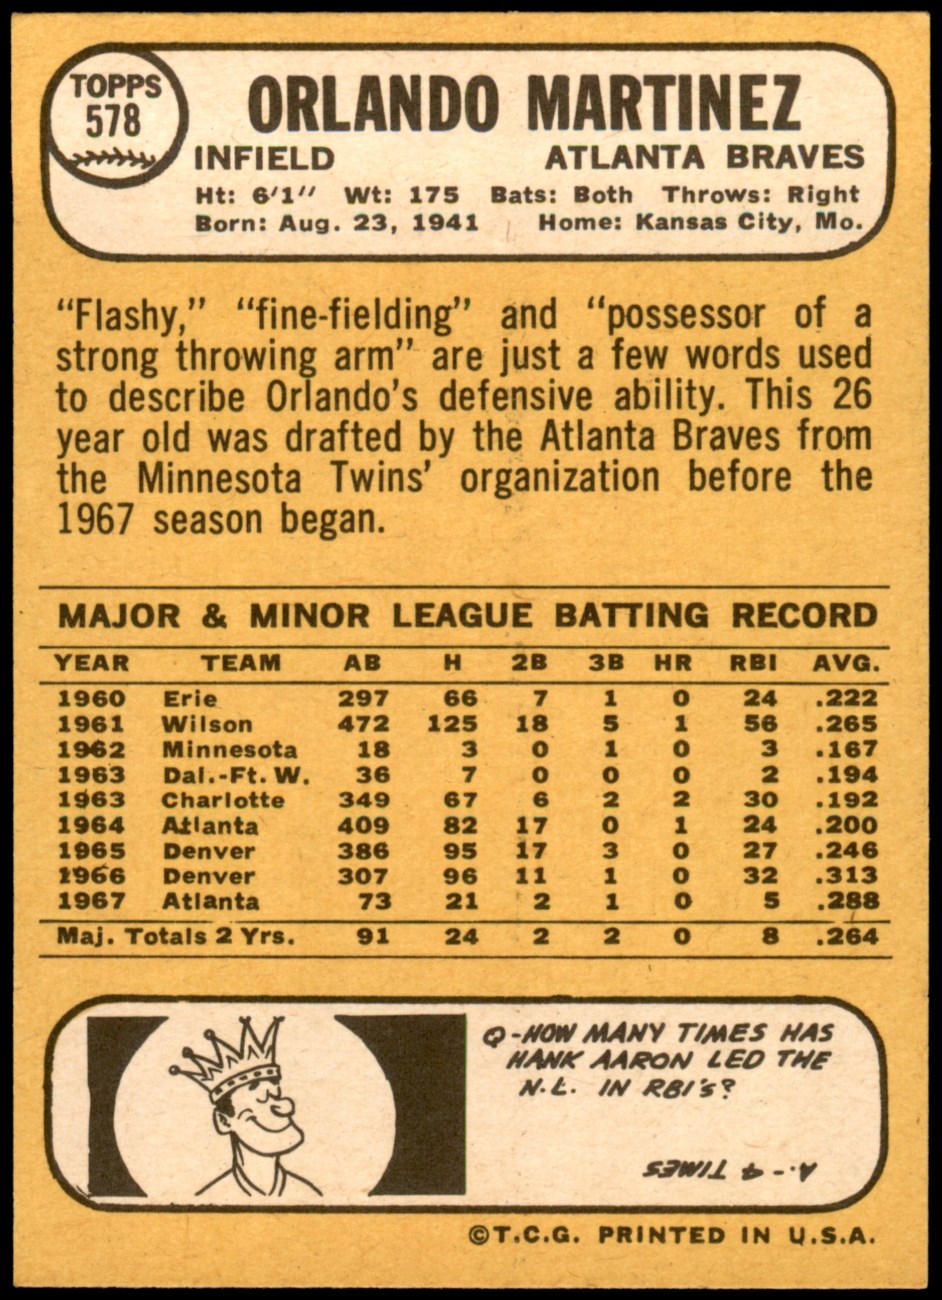 TOPPS
578
ORLANDO MARTINEZ
INFIELD ATLANTA BRAVES
Ht: 6'1" Wt: 175 Bats: Both Throws: Right
Born: Aug. 23, 1941 Home: Kansas City, Mo.
"Flashy," "fine-fielding" and "possessor of a
strong throwing arm" are just a few words used
to describe Orlando's defensive ability. This 26
year old was drafted by the Atlanta Braves from
the Minnesota Twins' organization before the
1967 season began.
MAJOR & MINOR LEAGUE BATTING RECORD
YEAR TEAM AB H 2B 3B HR RBI AVG.
1960 Erie 297 66 7 1 0 24 .222
1961 Wilson 472 125 18 5 1 56 .265
1962 Minnesota 18 3 0 1 0 3 .167
1963 Dal.-Ft. W. 36 7 0 0 0 2 .194
1963 Charlotte 349 67 6 2 2 30 .192
1964 Atlanta 409 82 17 0 1 24 .200
1965 Denver 386 95 17 3 0 27 .246
1966 Denver 307 96 11 1 0 32 .313
1967 Atlanta 73 21 2 1 0 5 .288
Maj. Totals 2 Yrs. 91 24 2 2 0 8 .264
Q-HOW MANY TIMES HAS
HANK AARON LED THE
N.L. IN RBI'S?
A.-4 TIMES
©T.C.G. PRINTED IN U.S.A.